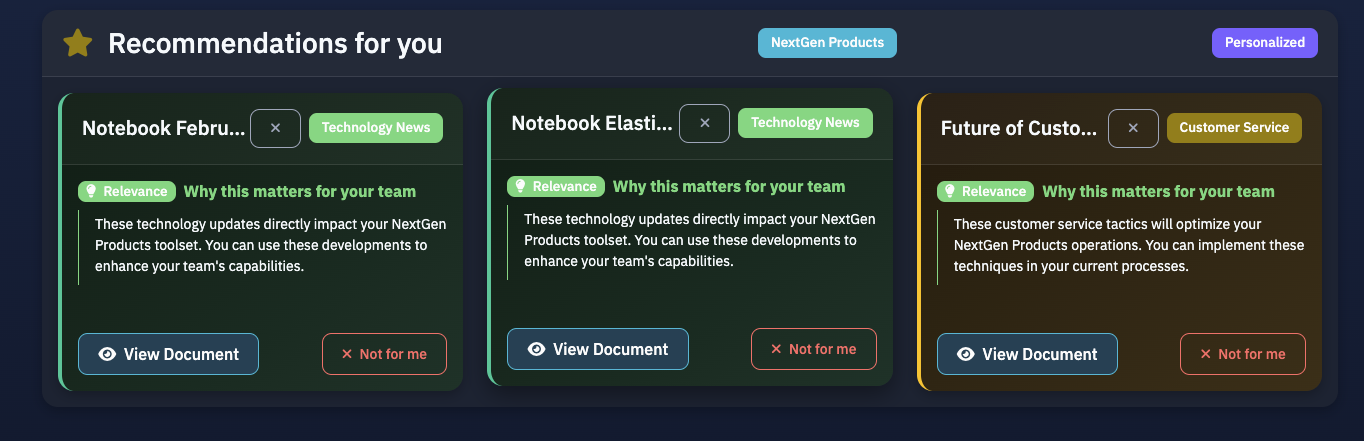 Recommendations for you
NextGen Products
Personalized
Notebook Febru...
Technology News
Relevance Why this matters for your team
These technology updates directly impact your NextGen
Products toolset. You can use these developments to
enhance your team's capabilities.
View Document
Not for me
Notebook Elasti...
Technology News
Relevance Why this matters for your team
These technology updates directly impact your NextGen
Products toolset. You can use these developments to
enhance your team's capabilities.
View Document
Not for me
Future of Custo...
Customer Service
Relevance Why this matters for your team
These customer service tactics will optimize your
NextGen Products operations. You can implement these
techniques in your current processes.
View Document
Not for me